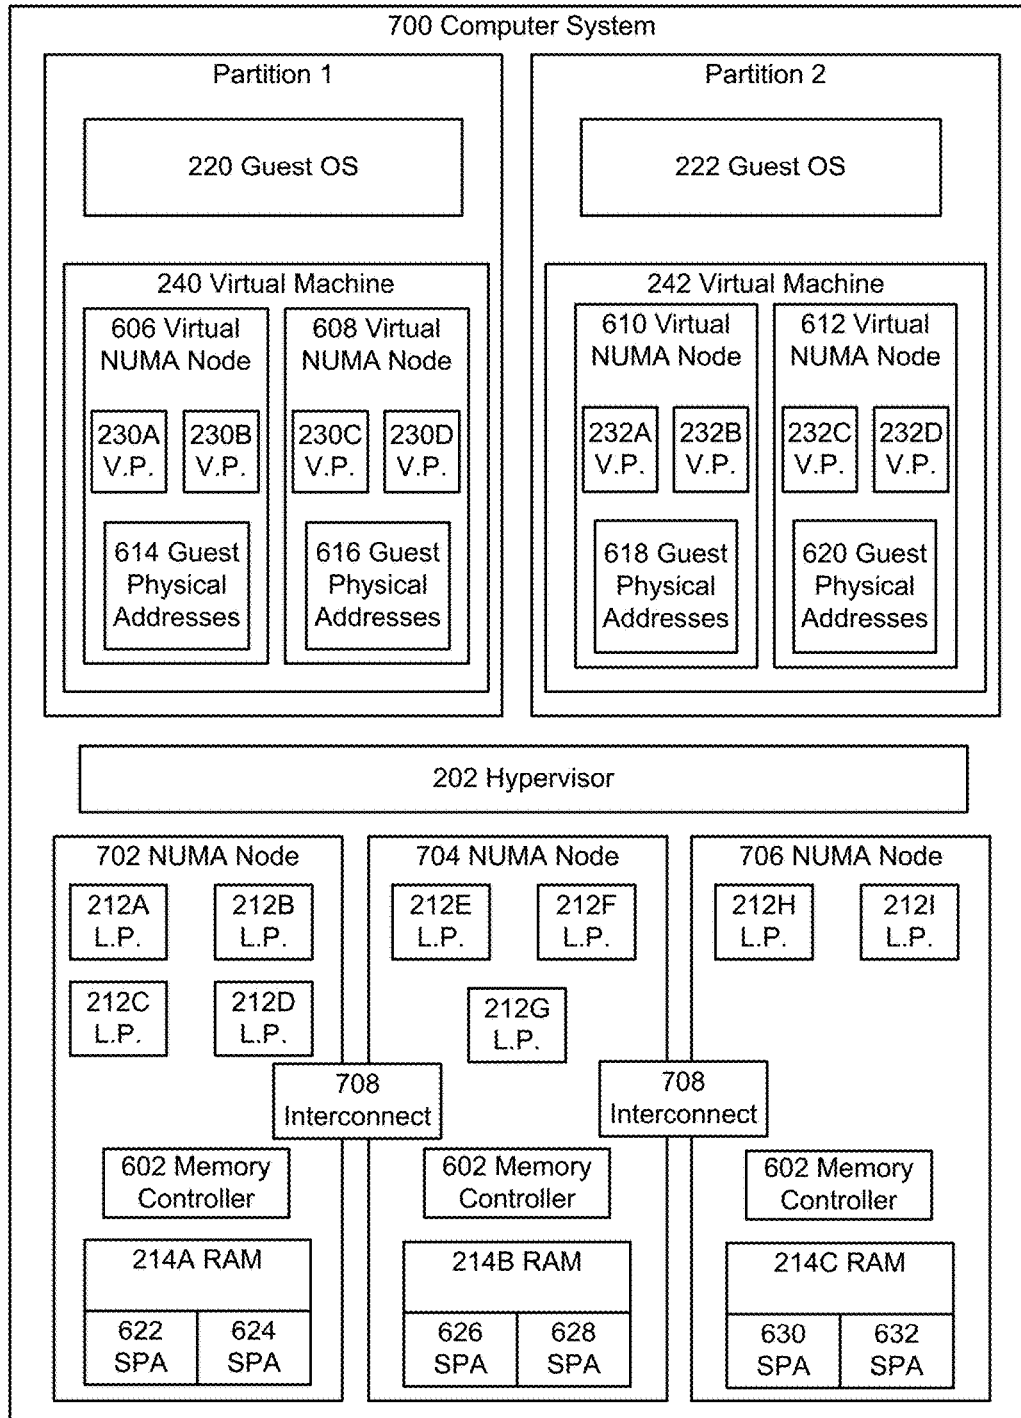 700 Computer System
Partition 1
220 Guest OS
240 Virtual Machine
606 Virtual
NUMA Node
230A
V.P.
230B
V.P.
614 Guest
Physical
Addresses
608 Virtual
NUMA Node
230C
V.P.
230D
V.P.
616 Guest
Physical
Addresses
Partition 2
222 Guest OS
242 Virtual Machine
610 Virtual
NUMA Node
232A
V.P.
232B
V.P.
618 Guest
Physical
Addresses
612 Virtual
NUMA Node
232C
V.P.
232D
V.P.
620 Guest
Physical
Addresses
202 Hypervisor
702 NUMA Node
212A
L.P.
212B
L.P.
212C
L.P.
212D
L.P.
708
Interconnect
602 Memory
Controller
214A RAM
622
SPA
624
SPA
704 NUMA Node
212E
L.P.
212F
L.P.
212G
L.P.
708
Interconnect
602 Memory
Controller
214B RAM
626
SPA
628
SPA
706 NUMA Node
212H
L.P.
212I
L.P.
602 Memory
Controller
214C RAM
630
SPA
632
SPA